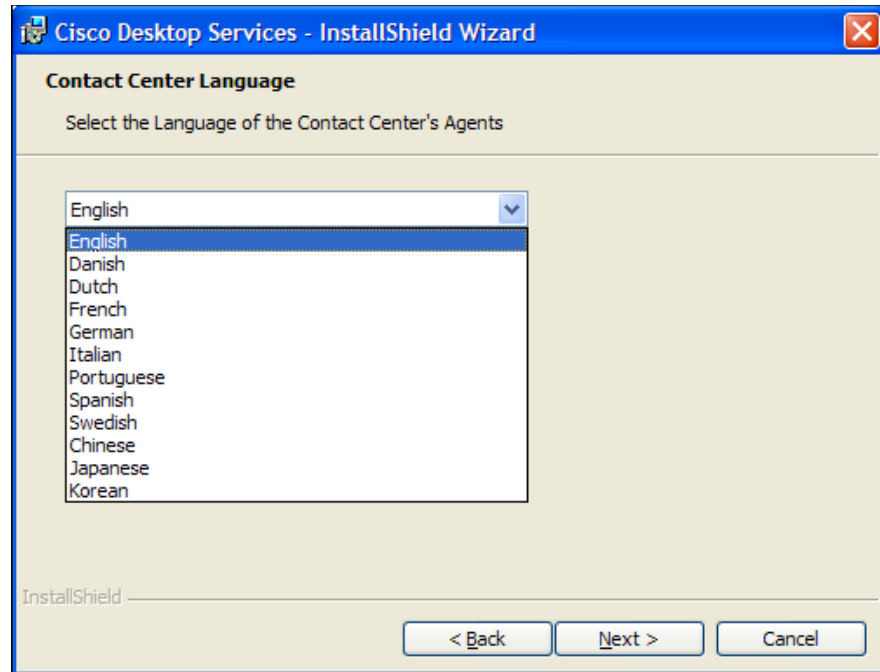 Cisco Desktop Services - InstallShield Wizard
Contact Center Language
Select the Language of the Contact Center's Agents
English
English
Danish
Dutch
French
German
Italian
Portuguese
Spanish
Swedish
Chinese
Japanese
Korean
InstallShield
< Back Next > Cancel